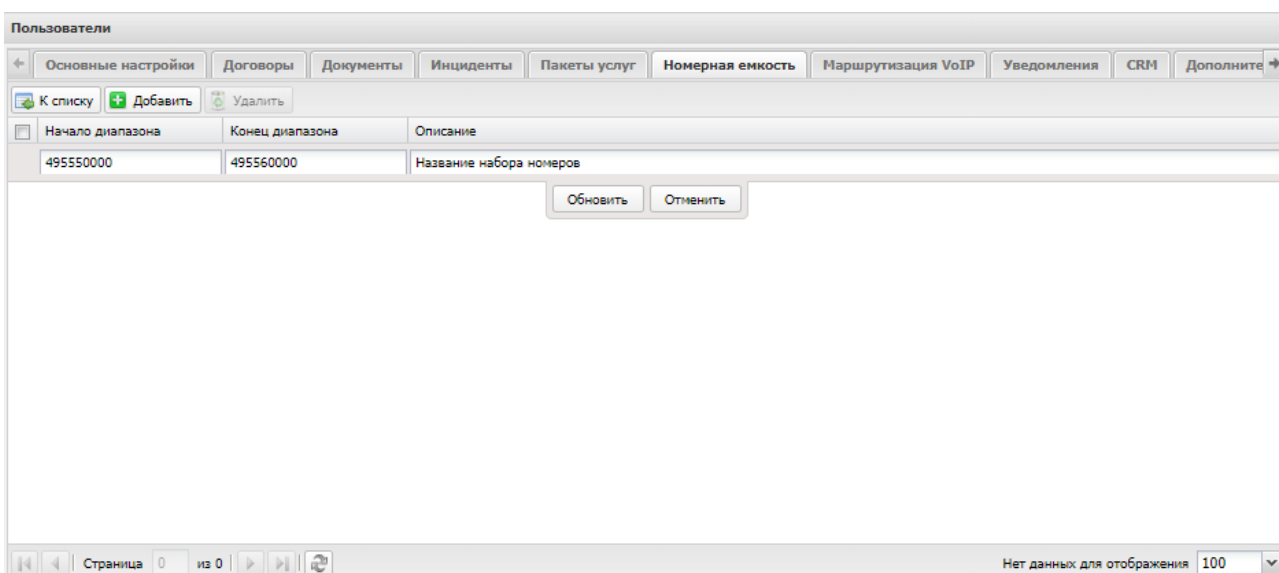 Пользователи
Основные настройки Договоры Документы Инциденты Пакеты услуг Номерная емкость Маршрутизация VoIP Уведомления CRM Дополните
К списку Добавить Удалить
Начало диапазона Конец диапазона Описание
495550000 495560000 Название набора номеров
Обновить Отменить
Страница 0 из 0 Нет данных для отображения 100